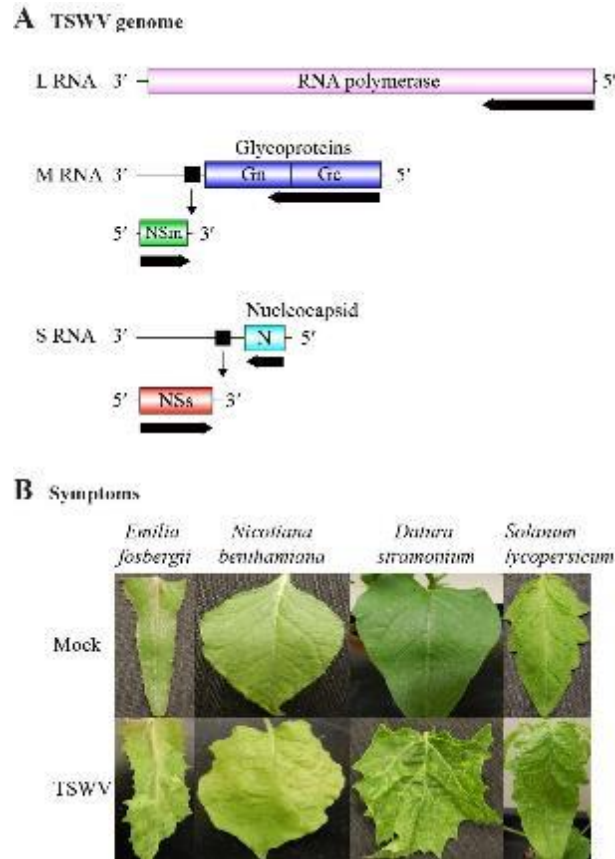 A TSWV genome
L RNA 3′ RNA polymerase 5′
Glycoproteins
M RNA 3′ Gn Gc 5′
5′ NSm 3′
Nucleocapsid
S RNA 3′ N 5′
5′ NSs 3′
B Symptoms
Emilia fosbergii
Nicotiana benthamiana
Datura stramonium
Solanum lycopersicum
Mock
TSWV